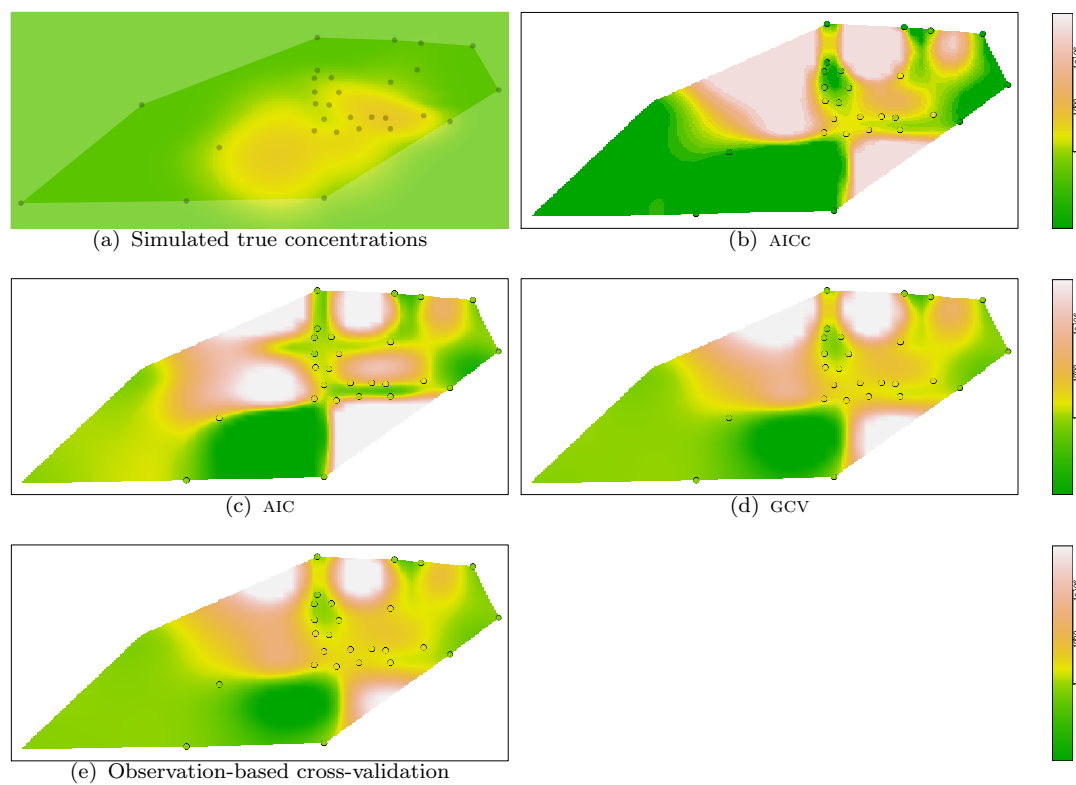 (a) Simulated true concentrations
(b) AICc
(c) AIC
(d) GCV
(e) Observation-based cross-validation